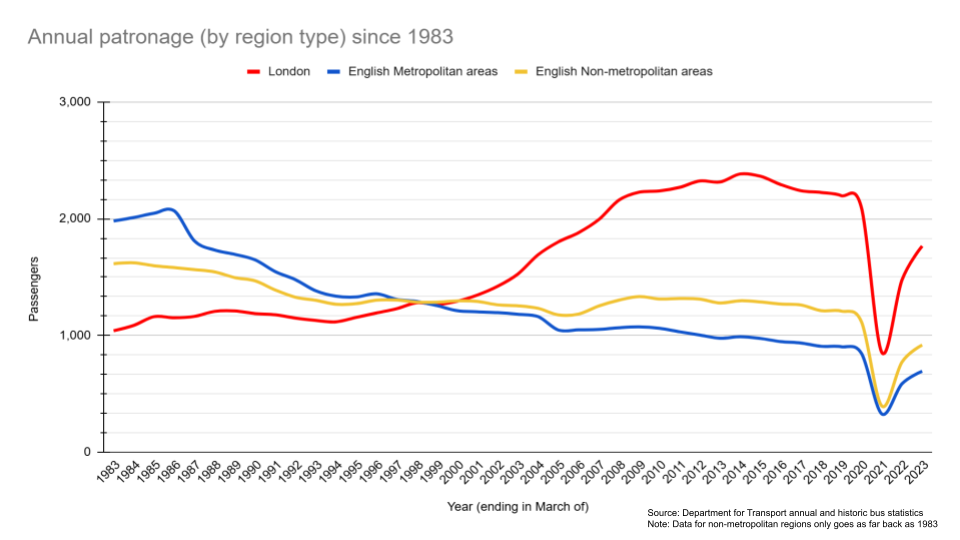 Annual patronage (by region type) since 1983
London English Metropolitan areas English Non-metropolitan areas
3,000
2,000
1,000
0
Passengers
1983 1984 1985 1986 1987 1988 1989 1990 1991 1992 1993 1994 1995 1996 1997 1998 1999 2000 2001 2002 2003 2004 2005 2006 2007 2008 2009 2010 2011 2012 2013 2014 2015 2016 2017 2018 2019 2020 2021 2022 2023
Year (ending in March of)
Source: Department for Transport annual and historic bus statistics
Note: Data for non-metropolitan regions only goes as far back as 1983